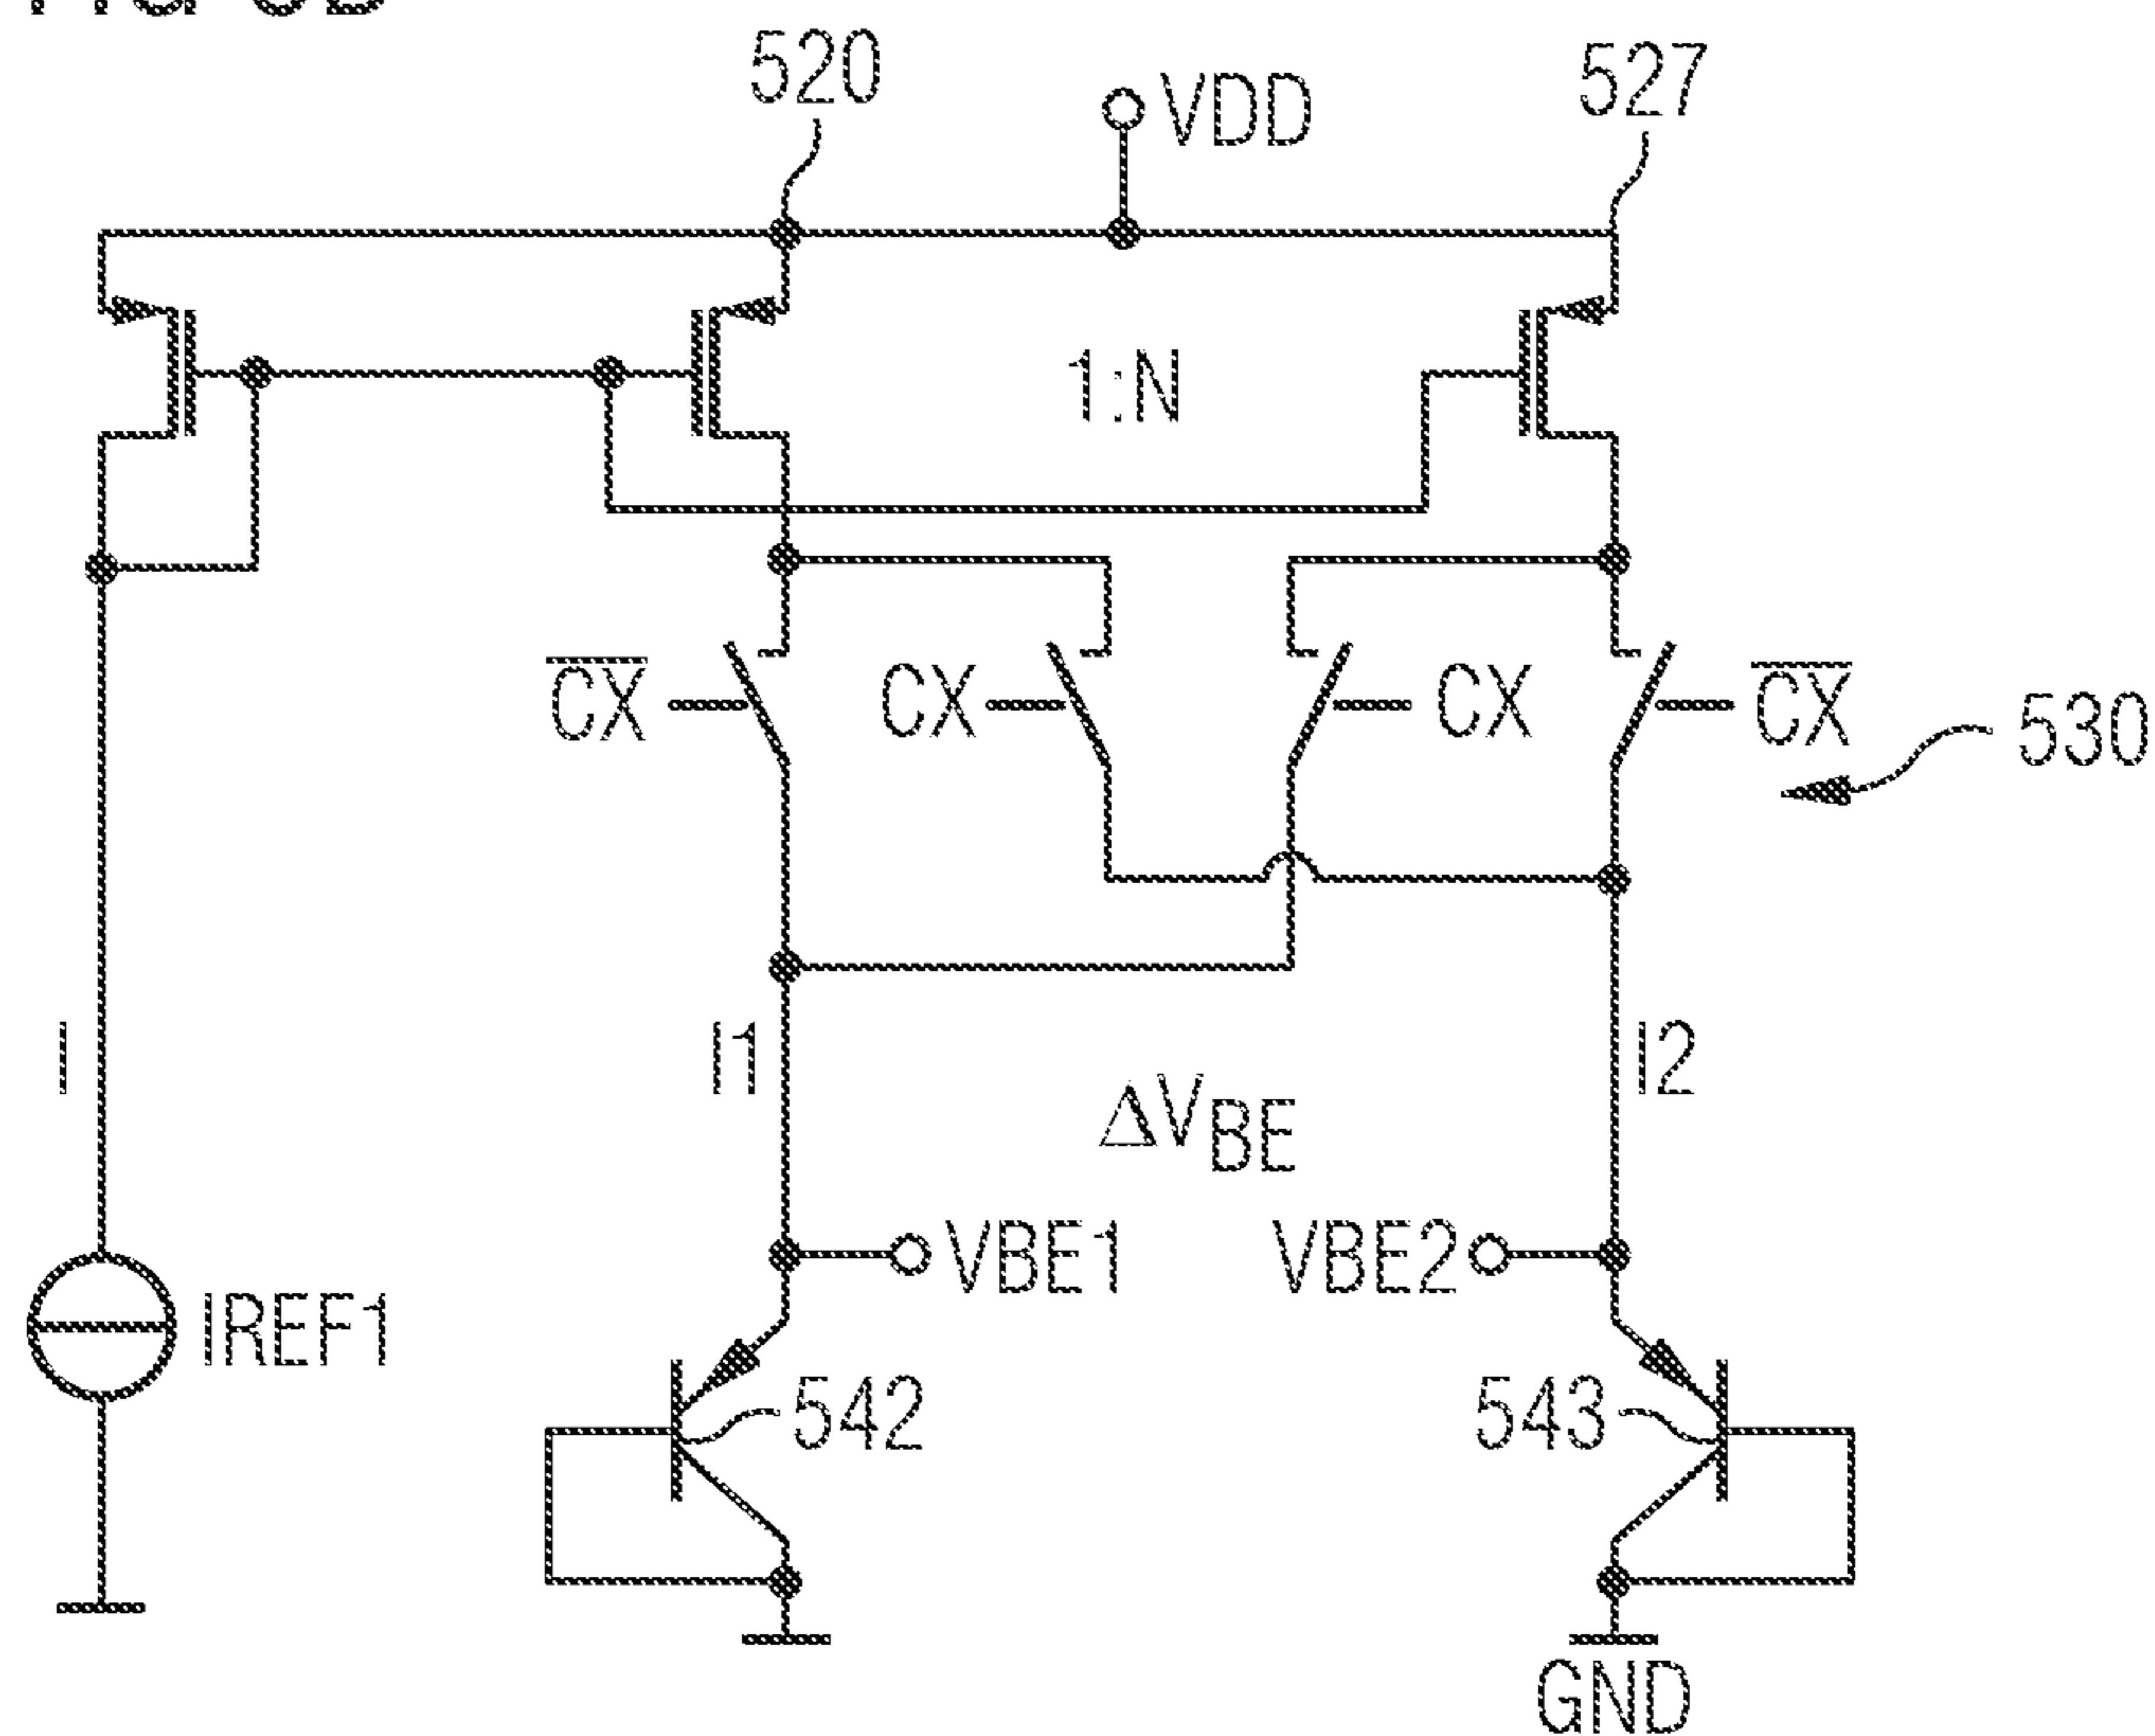 520
VDD
527
1:N
CX
CX
CX
CX
530
I
I1
I2
ΔVBE
VBE1
VBE2
IREF1
542
543
GND